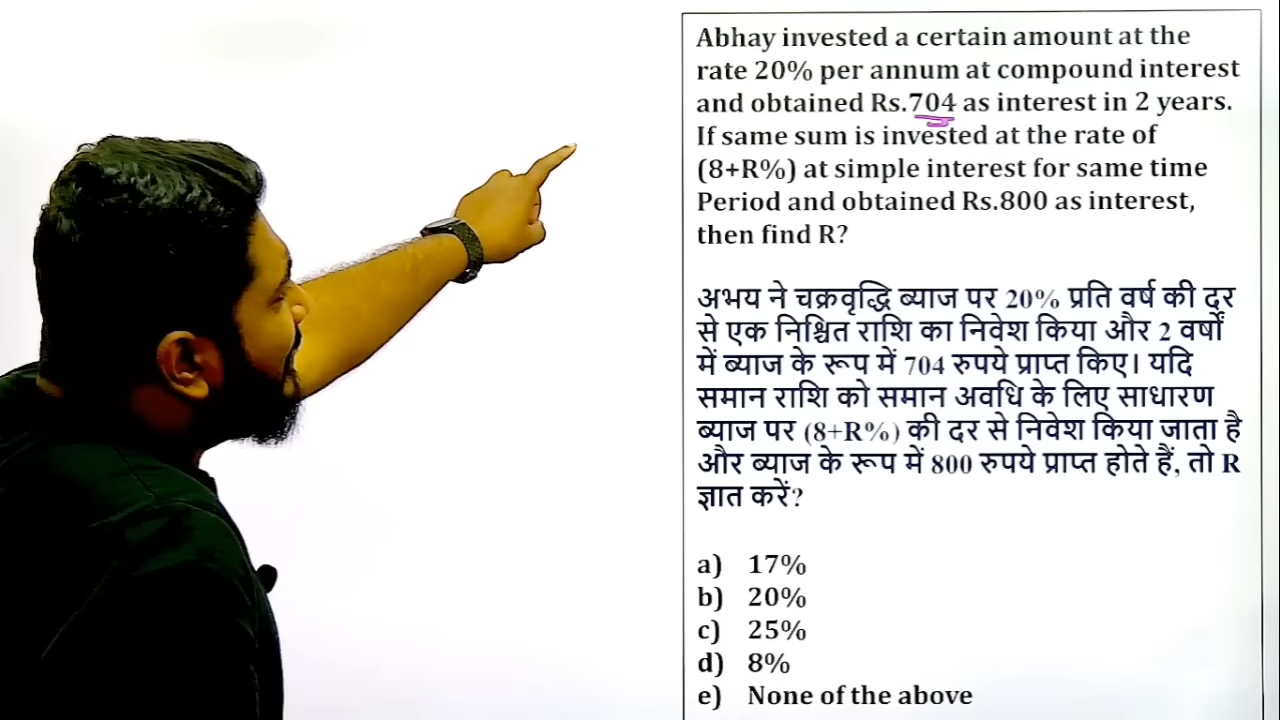 Abhay invested a certain amount at the
rate 20% per annum at compound interest
and obtained Rs.704 as interest in 2 years.
If same sum is invested at the rate of
(8+R%) at simple interest for same time
Period and obtained Rs.800 as interest,
then find R?
अभय ने चक्रवृद्धि ब्याज पर 20% प्रति वर्ष की दर
से एक निश्चित राशि का निवेश किया और 2 वर्षों
में ब्याज के रूप में 704 रुपये प्राप्त किए। यदि
समान राशि को समान अवधि के लिए साधारण
ब्याज पर (8+R%) की दर से निवेश किया जाता है
और ब्याज के रूप में 800 रुपये प्राप्त होते हैं, तो R
ज्ञात करें?
a) 17%
b) 20%
c) 25%
d) 8%
e) None of the above